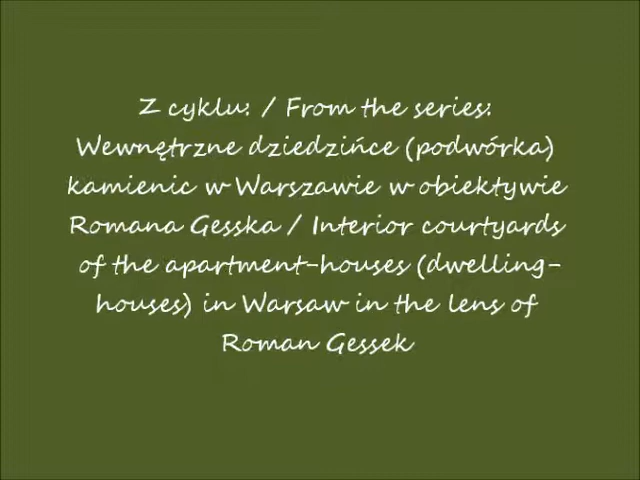 Z cyklu: / From the series:
Wewnętrzne dziedzińce (podwórka)
kamienic w Warszawie w obiektywie
Romana Gesska / Interior courtyards
of the apartment-houses (dwelling-
houses) in Warsaw in the lens of
Roman Gessek